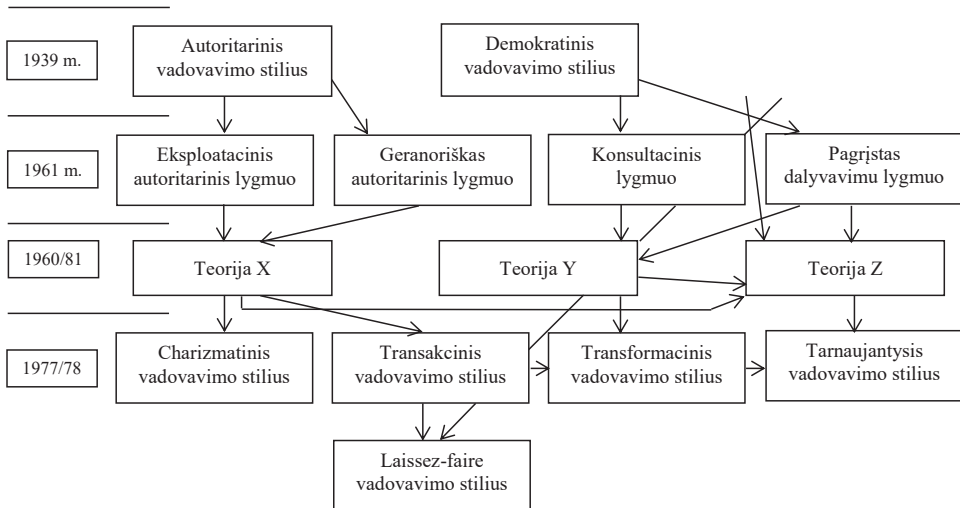 1939 m.
Autoritarinis
vadovavimo stilius
Demokratinis
vadovavimo stilius
1961 m.
Eksploatacinis
autoritarinis lygmuo
Geranoriškas
autoritarinis lygmuo
Konsultacinis
lygmuo
Pagrįstas
dalyvavimu lygmuo
1960/81
Teorija X
Teorija Y
Teorija Z
1977/78
Charizmatinis
vadovavimo stilius
Transakcinis
vadovavimo stilius
Transformacinis
vadovavimo stilius
Tarnaujantysis
vadovavimo stilius
Laissez-faire
vadovavimo stilius